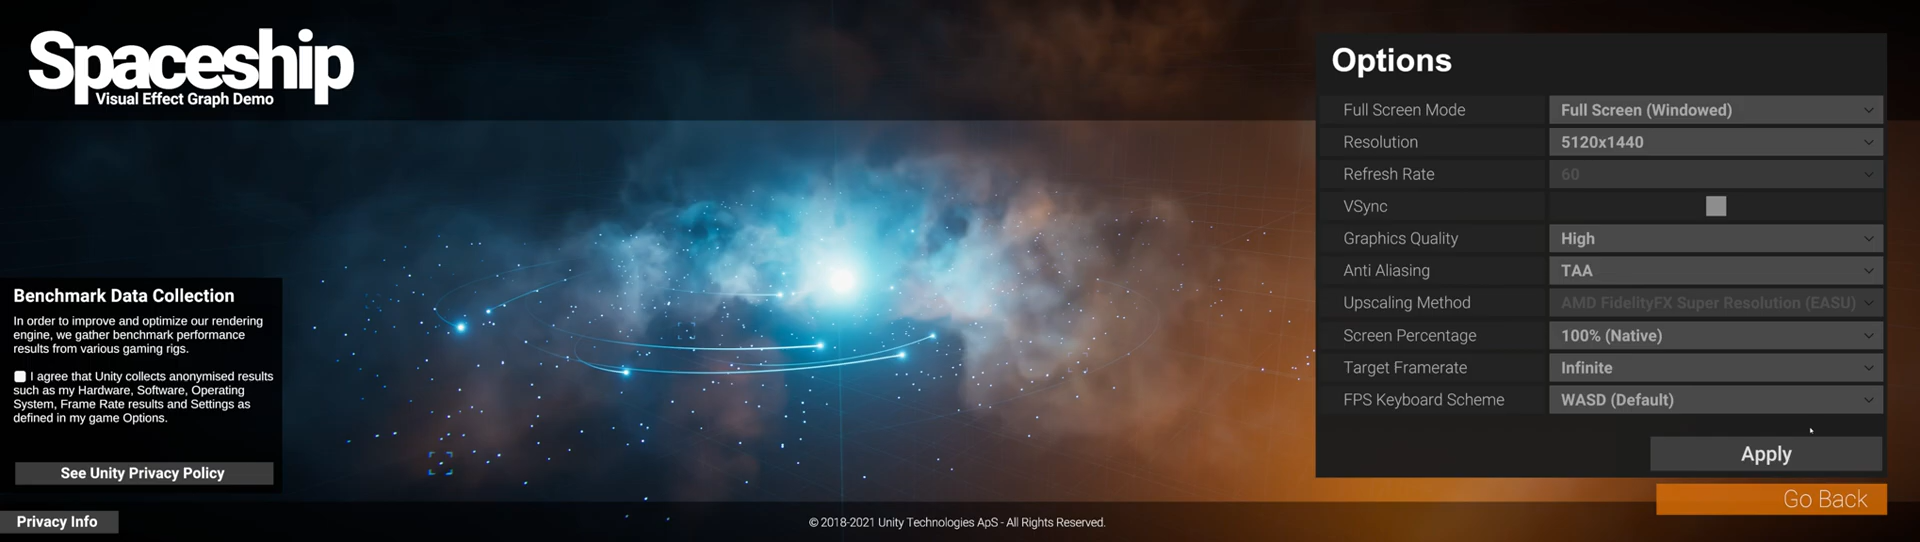 Spaceship
Visual Effect Graph Demo
Benchmark Data Collection
In order to improve and optimize our rendering
engine, we gather benchmark performance
results from various gaming rigs.
I agree that Unity collects anonymised results
such as my Hardware, Software, Operating
System, Frame Rate results and Settings as
defined in my game Options.
See Unity Privacy Policy
Privacy Info
© 2018-2021 Unity Technologies ApS - All Rights Reserved.
Options
Full Screen Mode Full Screen (Windowed)
Resolution 5120x1440
Refresh Rate 60
VSync
Graphics Quality High
Anti Aliasing TAA
Upscaling Method AMD FidelityFX Super Resolution (EASU)
Screen Percentage 100% (Native)
Target Framerate Infinite
FPS Keyboard Scheme WASD (Default)
Apply
Go Back